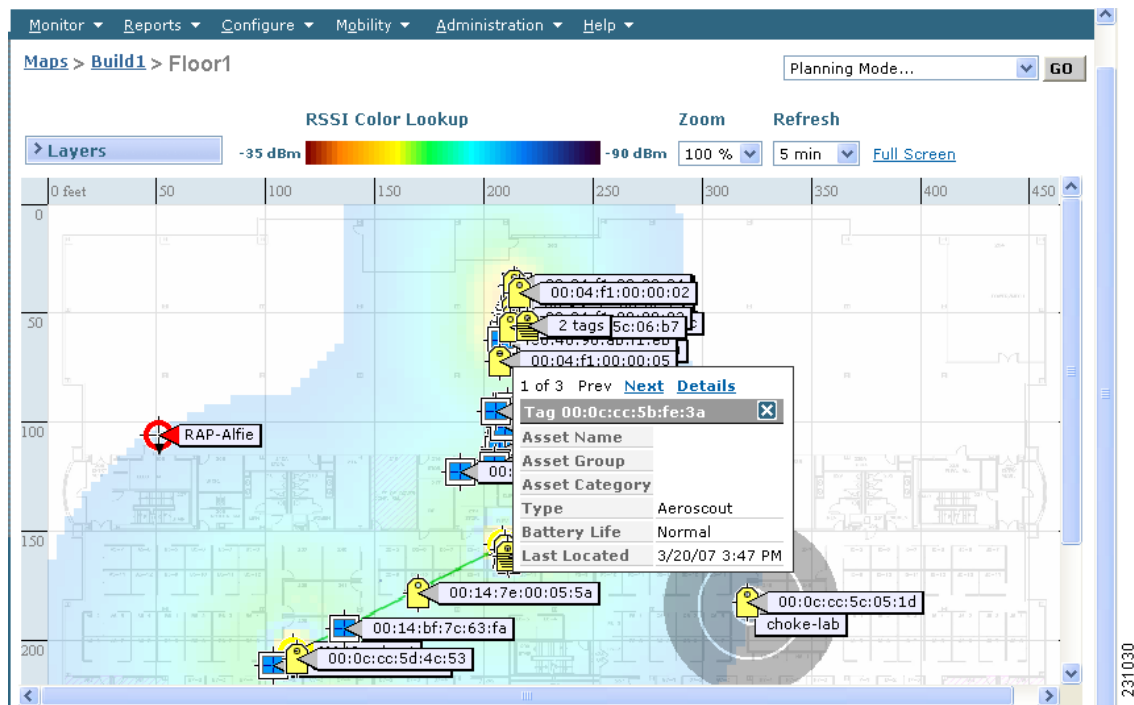 Monitor Reports Configure Mobility Administration Help
Maps > Build1 > Floor1
Planning Mode... GO
RSSI Color Lookup Zoom Refresh
Layers -35 dBm -90 dBm 100 % 5 min Full Screen
0 feet 50 100 150 200 250 300 350 400 450
0
00:04:f1:00:00:02
50
2 tags 5c:06:b7
00:04:f1:00:00:05
1 of 3 Prev Next Details
Tag 00:0c:cc:5b:fe:3a
100
RAP-Alfie
Asset Name
Asset Group
00:
Asset Category
Type Aeroscout
Battery Life Normal
150
Last Located 3/20/07 3:47 PM
00:14:7e:00:05:5a
00:0c:cc:5c:05:1d
choke-lab
00:14:bf:7c:63:fa
200
00:0c:cc:5d:4c:53
231030